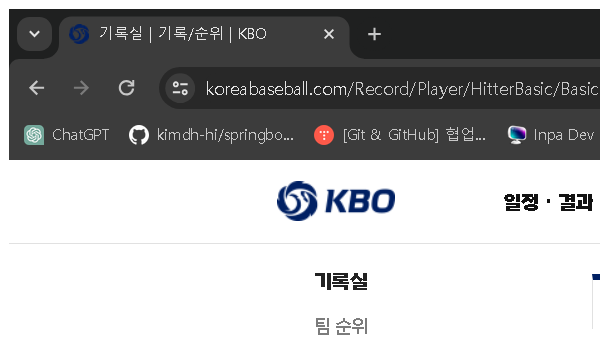 기록실 | 기록/순위 | KBO
koreabaseball.com/Record/Player/HitterBasic/Basic
ChatGPT kimdh-hi/springbo... [Git & GitHub] 협업... Inpa Dev
KBO 일정 · 결과
기록실
팀 순위